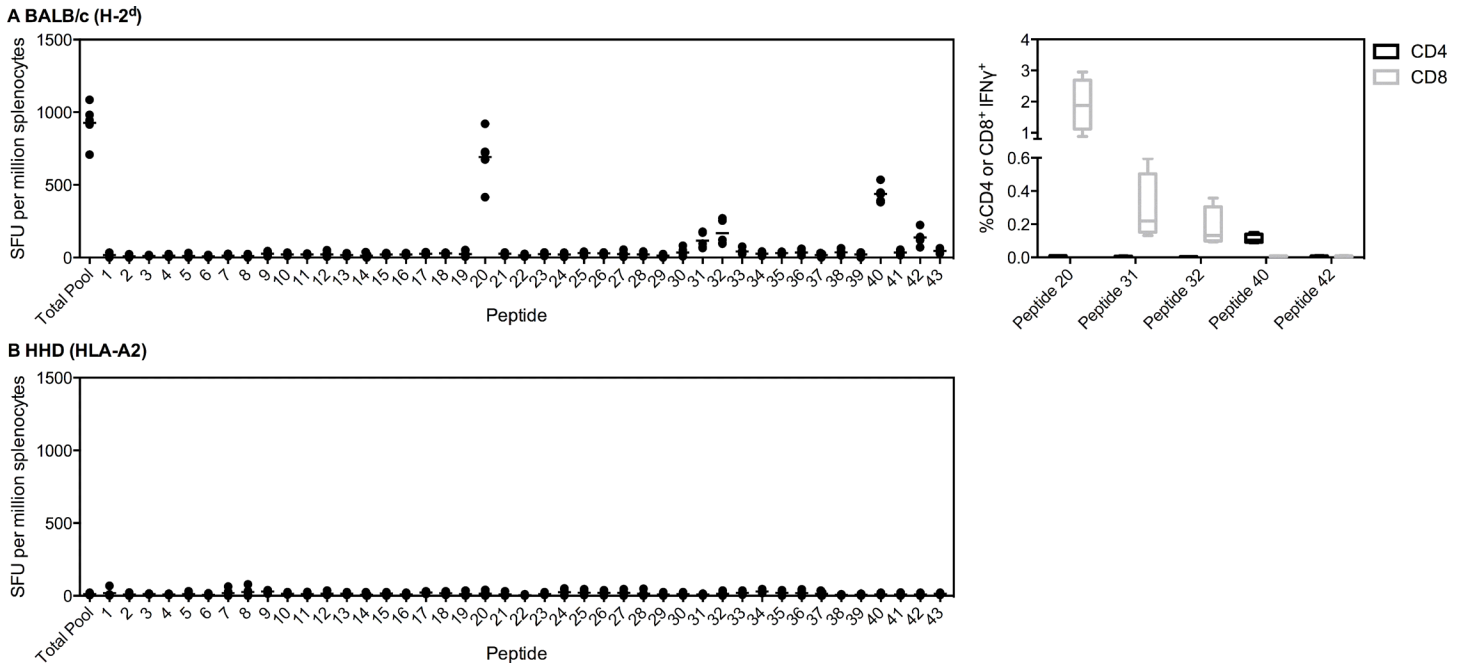 A BALB/c (H-2ᵈ)
SFU per million splenocytes
1500
1000
500
0
Total Pool 1 2 3 4 5 6 7 8 9 10 11 12 13 14 15 16 17 18 19 20 21 22 23 24 25 26 27 28 29 30 31 32 33 34 35 36 37 38 39 40 41 42 43
Peptide
%CD4 or CD8⁺ IFNγ⁺
4
3
2
1
0.6
0.4
0.2
0.0
Peptide 20 Peptide 31 Peptide 32 Peptide 40 Peptide 42
CD4
CD8
B HHD (HLA-A2)
SFU per million splenocytes
1500
1000
500
0
Total Pool 1 2 3 4 5 6 7 8 9 10 11 12 13 14 15 16 17 18 19 20 21 22 23 24 25 26 27 28 29 30 31 32 33 34 35 36 37 38 39 40 41 42 43
Peptide